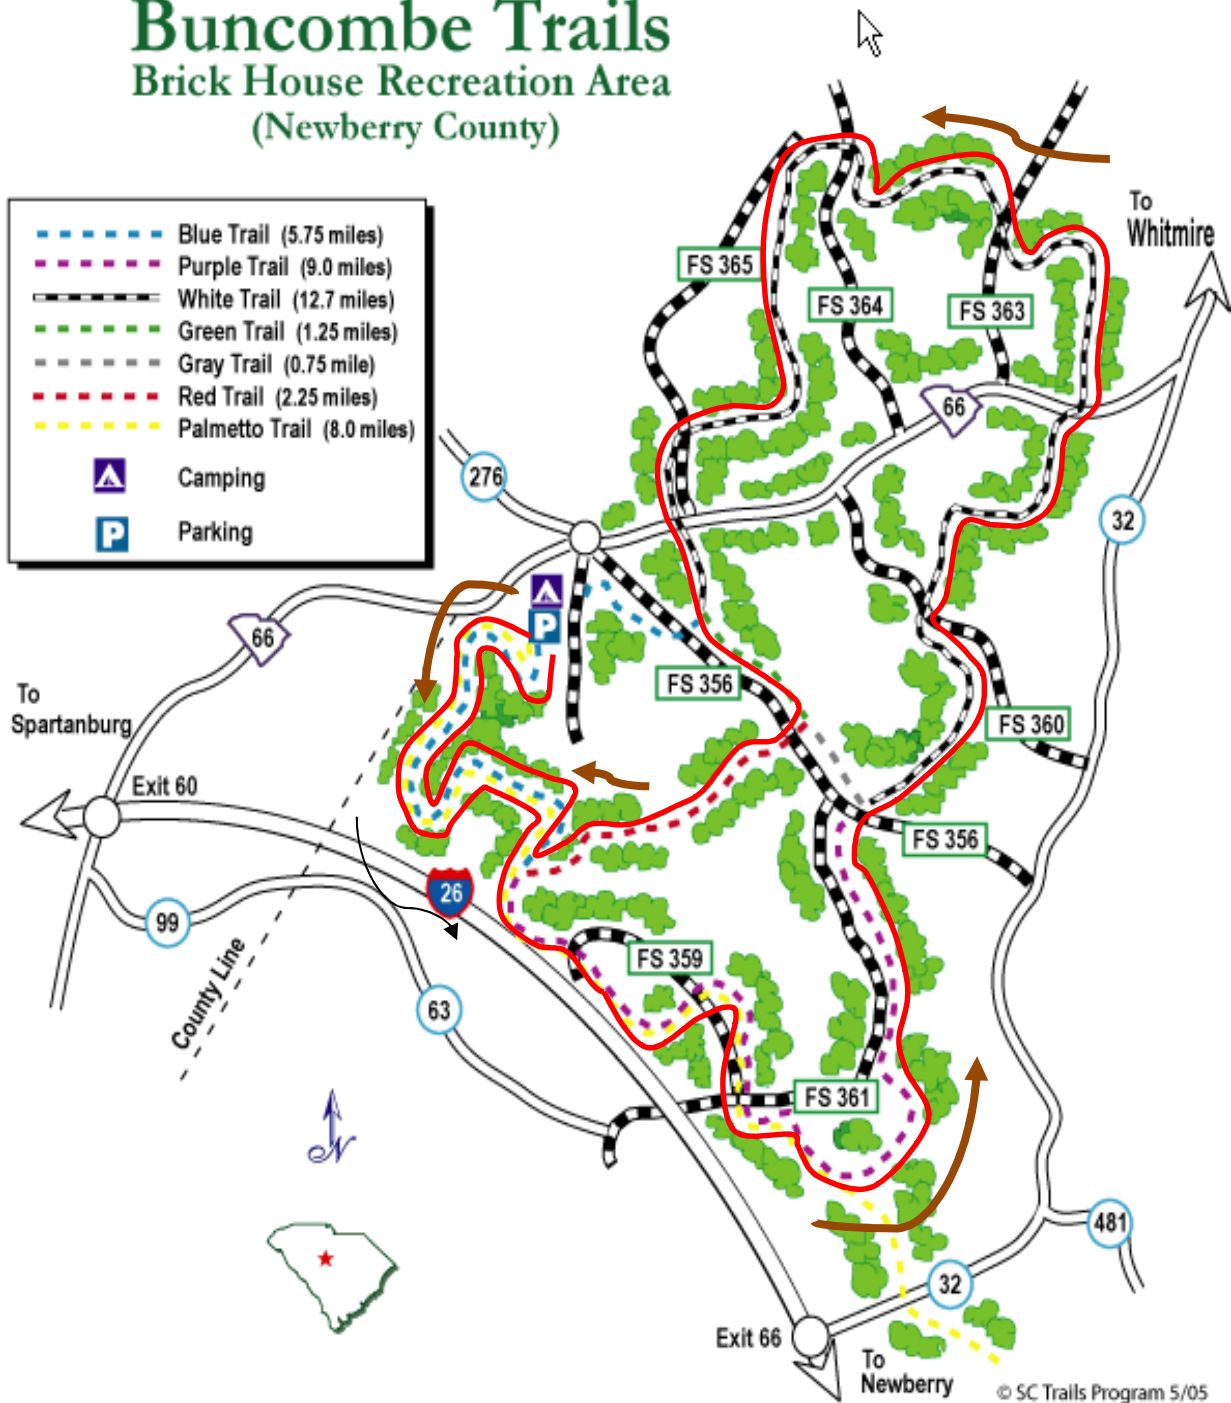 Buncombe Trails
Brick House Recreation Area
(Newberry County)
Blue Trail (5.75 miles)
Purple Trail (9.0 miles)
White Trail (12.7 miles)
Green Trail (1.25 miles)
Gray Trail (0.75 mile)
Red Trail (2.25 miles)
Palmetto Trail (8.0 miles)
Camping
P
Parking
To
Whitmire
FS 365
FS 364
FS 363
66
276
32
66
P
FS 356
FS 360
To
Spartanburg
Exit 60
FS 356
26
99
County Line
FS 359
63
FS 361
N
481
32
Exit 66
To
Newberry
© SC Trails Program 5/05